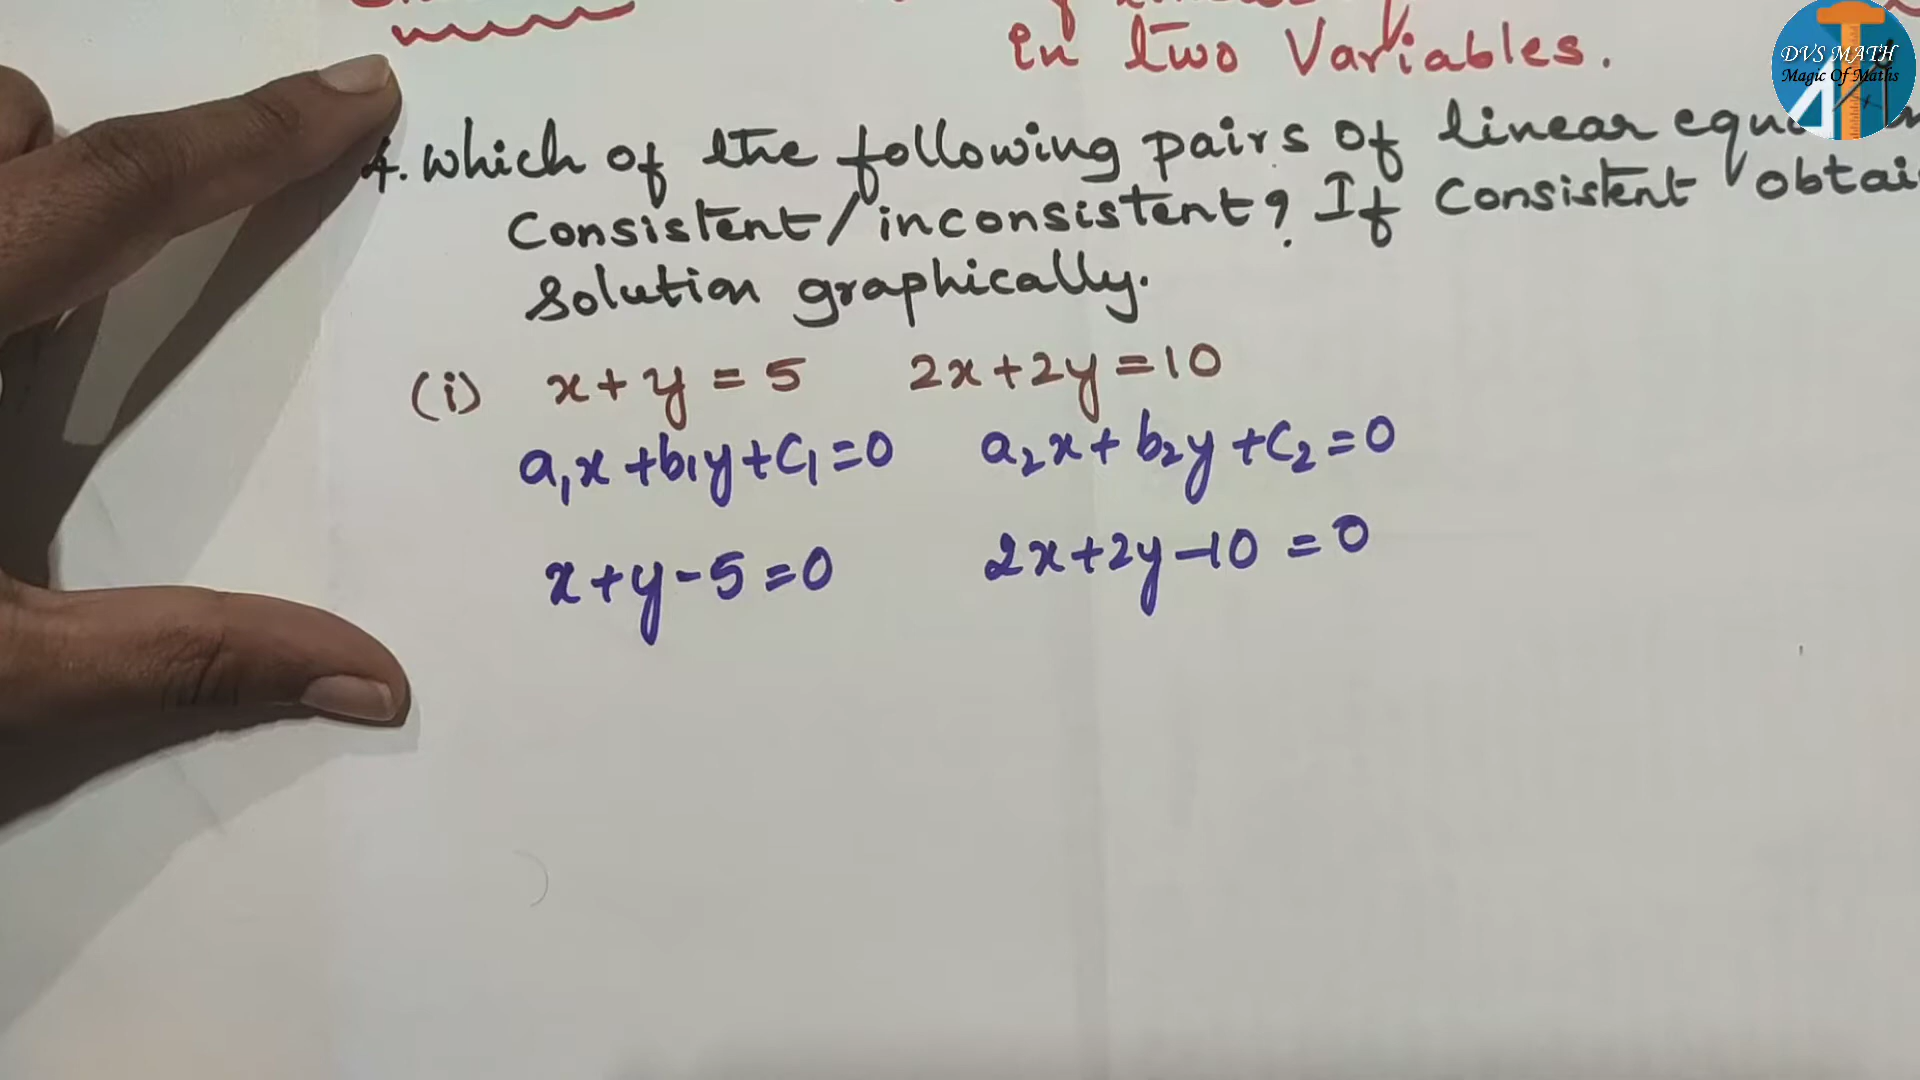 in two Variables.
DVS MATH
Magic Of Maths
4. Which of the following pairs of linear
Consistent/inconsistent? If Consistent
Solution graphically.
(i) x+y=5 2x+2y=10
a₁x+b₁y+c₁=0 a₂x+b₂y+c₂=0
x+y-5=0 2x+2y-10=0